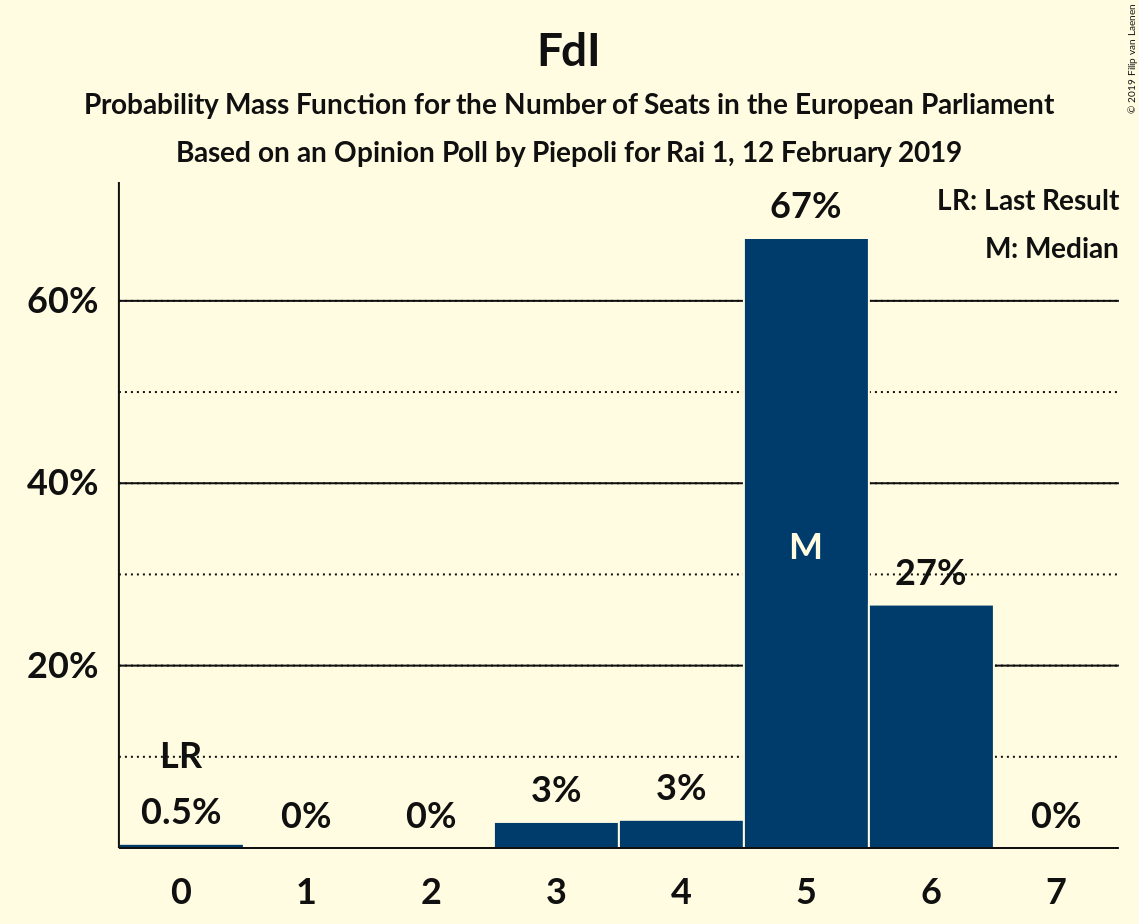 FdI
Probability Mass Function for the Number of Seats in the European Parliament
Based on an Opinion Poll by Piepoli for Rai 1, 12 February 2019
© 2019 Filip van Laenen
LR: Last Result
M: Median
60%
40%
20%
LR
0.5%
0%
0%
3%
3%
67%
M
27%
0%
0
1
2
3
4
5
6
7